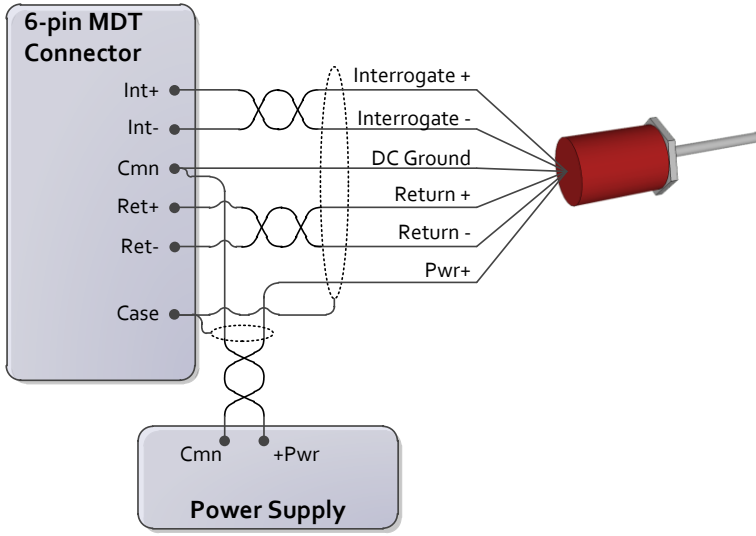 6-pin MDT
Connector
Int+
Int-
Cmn
Ret+
Ret-
Case
Interrogate +
Interrogate -
DC Ground
Return +
Return -
Pwr+
Cmn
+Pwr
Power Supply